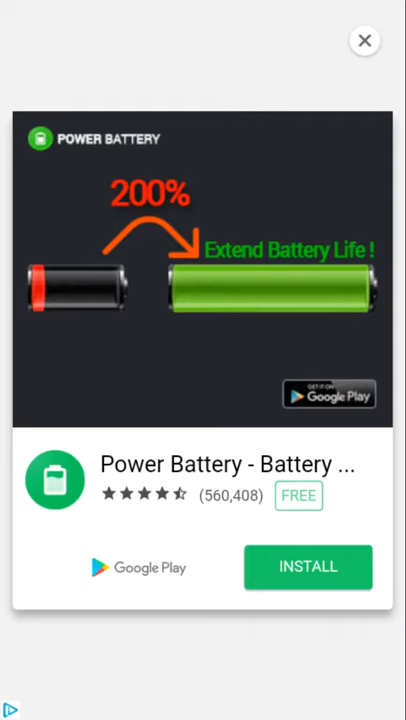 POWER BATTERY
200%
Extend Battery Life !
GET IT ON
Google Play
Power Battery - Battery ...
(560,408) FREE
Google Play
INSTALL